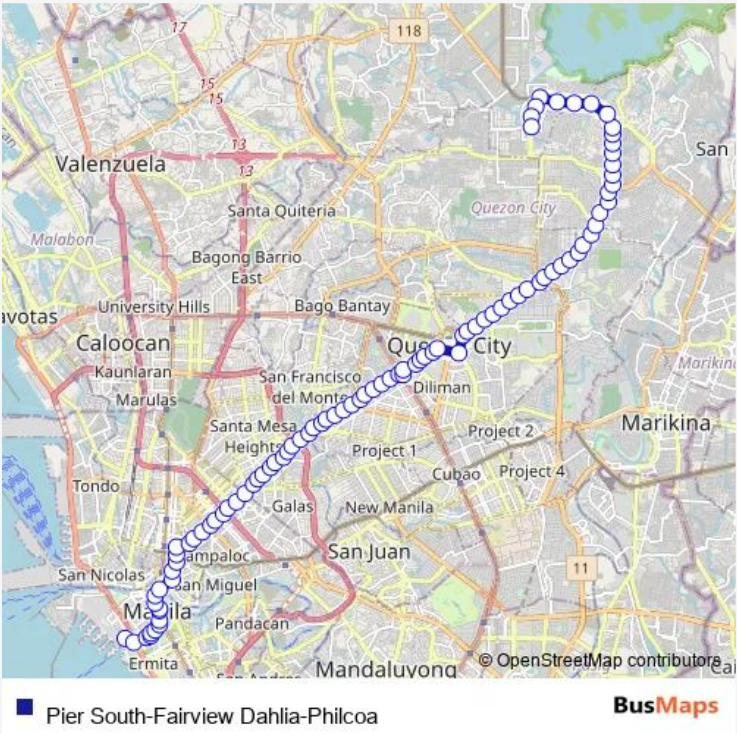 17
118
15
15
13
13
Valenzuela
San
Santa Quiteria
Quezon City
Malabon
Bagong Barrio
East
avotas
University Hills
Bago Bantay
Caloocan
Que City
Kaunlaran
San Francisco
del Monte
Marikina
Diliman
Marulas
Santa Mesa
Heights
Project 2
Marikina
Project 1
Cubao
Project 4
Tondo
Galas
New Manila
ampaloc
San Juan
San Nicolas
San Miguel
11
Manila
Pandacan
Ermita
Mandaluyong
© OpenStreetMap contributors
Pier South-Fairview Dahlia-Philcoa
BusMaps